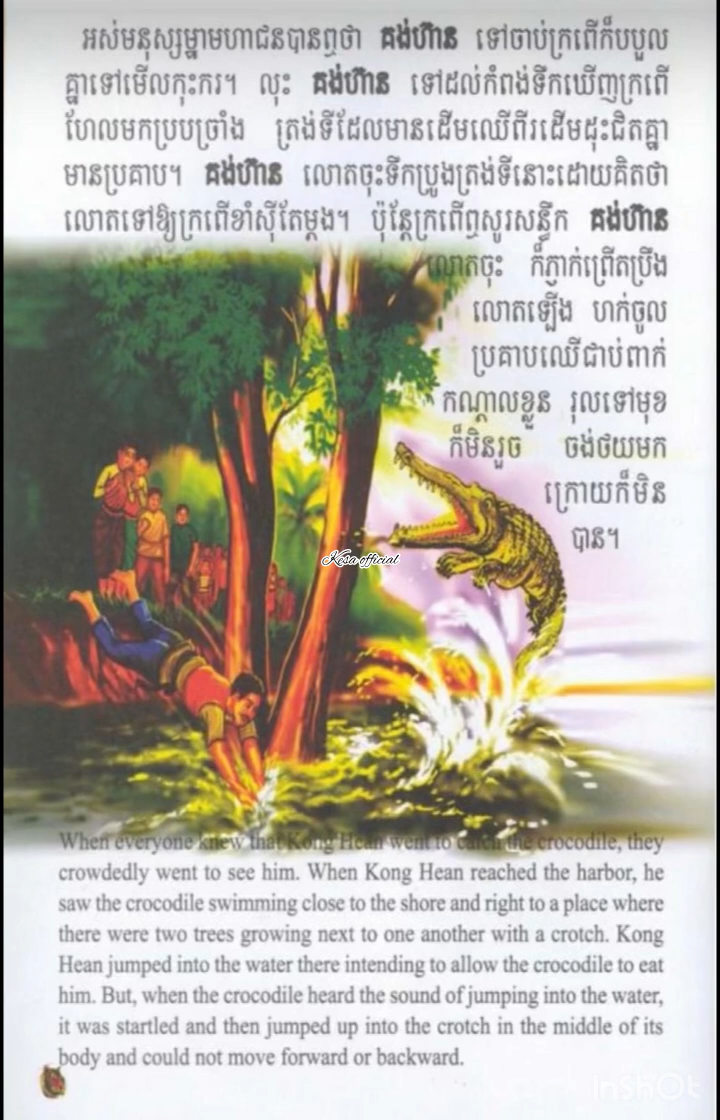 អស់មនុស្សម្នាមហាជនបានឮថា គង់ហ៊ាន ទៅចាប់ក្រពើក៏បបួល
គ្នាទៅមើលកុះករ។ លុះ គង់ហ៊ាន ទៅដល់កំពង់ទឹកឃើញក្រពើ
ហែលមកប្របច្រាំង ត្រង់ទីដែលមានដើមឈើពីរដើមដុះជិតគ្នា
មានប្រគាប។ គង់ហ៊ាន លោតចុះទឹកប្រូងត្រង់ទីនោះដោយគិតថា
លោតទៅឱ្យក្រពើខាំស៊ីតែម្តង។ ប៉ុន្តែក្រពើឮសូរសន្ធឹក គង់ហ៊ាន
លោតចុះ ក៏ភ្ញាក់ព្រើតប្រឹង
លោតឡើង ហក់ចូល
ប្រគាបឈើជាប់ពាក់
កណ្តាលខ្លួន រុលទៅមុខ
ក៏មិនរួច ចង់ថយមក
ក្រោយក៏មិន
បាន។
Kesa official
When everyone knew that Kong Hean went to catch the crocodile, they
crowdedly went to see him. When Kong Hean reached the harbor, he
saw the crocodile swimming close to the shore and right to a place where
there were two trees growing next to one another with a crotch. Kong
Hean jumped into the water there intending to allow the crocodile to eat
him. But, when the crocodile heard the sound of jumping into the water,
it was startled and then jumped up into the crotch in the middle of its
body and could not move forward or backward.
InShOt